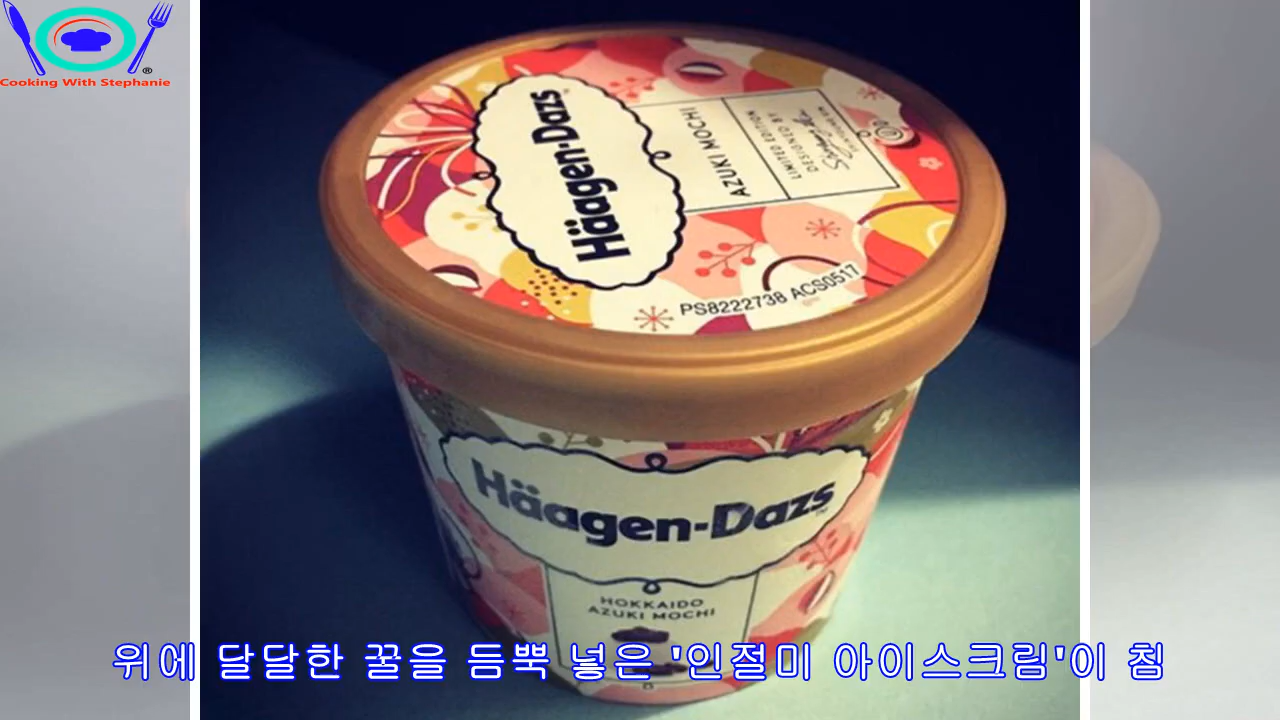 Cooking With Stephanie
®
Häagen-Dazs
AZUKI MOCHI
LIMITED EDITION
DESIGNED BY
PS8222738 ACS0517
Häagen-Dazs
HOKKAIDO
AZUKI MOCHI
위에 달달한 꿀을 듬뿍 넣은 '인절미 아이스크림'이 침